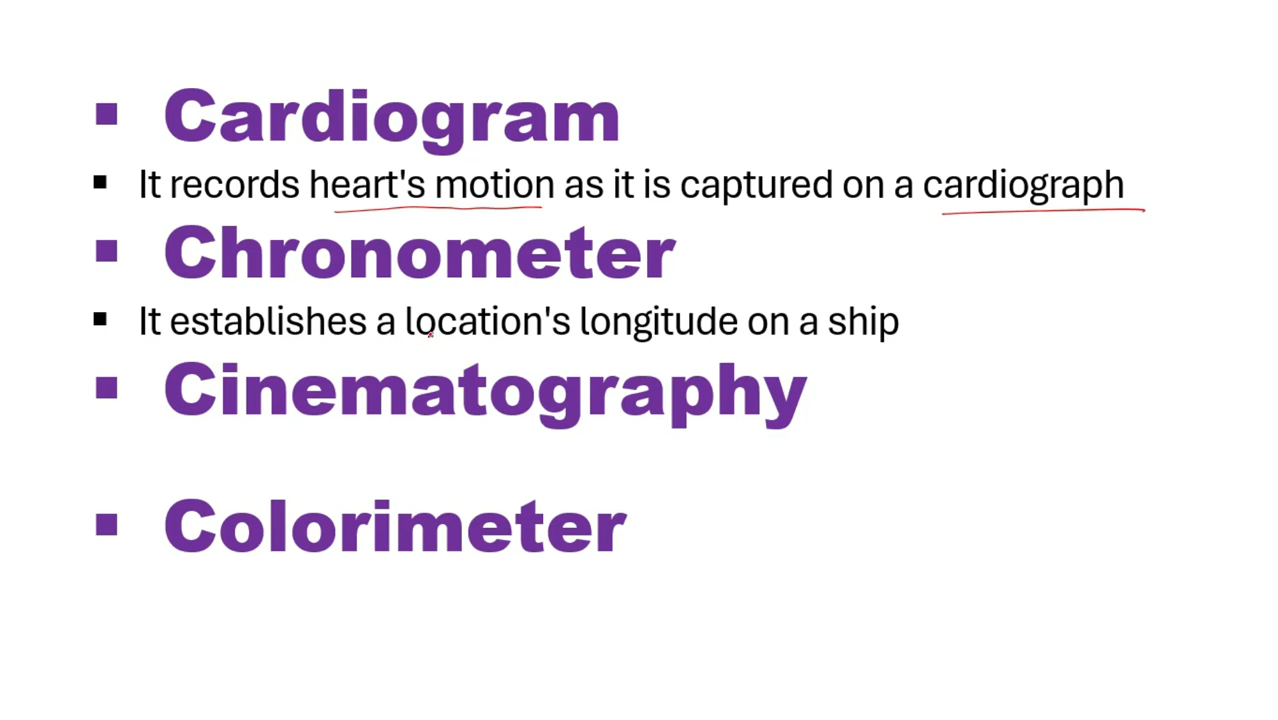 ▪ Cardiogram
▪ It records heart's motion as it is captured on a cardiograph
▪ Chronometer
▪ It establishes a location's longitude on a ship
▪ Cinematography
▪ Colorimeter